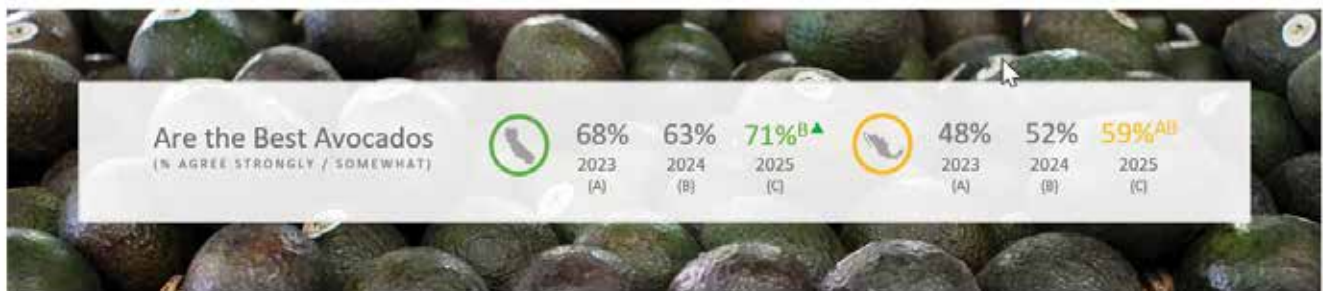 Are the Best Avocados
(% AGREE STRONGLY / SOMEWHAT)
68% 63% 71%ᴮ▲ 48% 52% 59%ᴬᴮ
2023 2024 2025 2023 2024 2025
(A) (B) (C) (A) (B) (C)